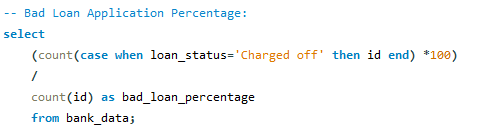 -- Bad Loan Application Percentage:
select
(count(case when loan_status='Charged off' then id end) *100)
/
count(id) as bad_loan_percentage
from bank_data;